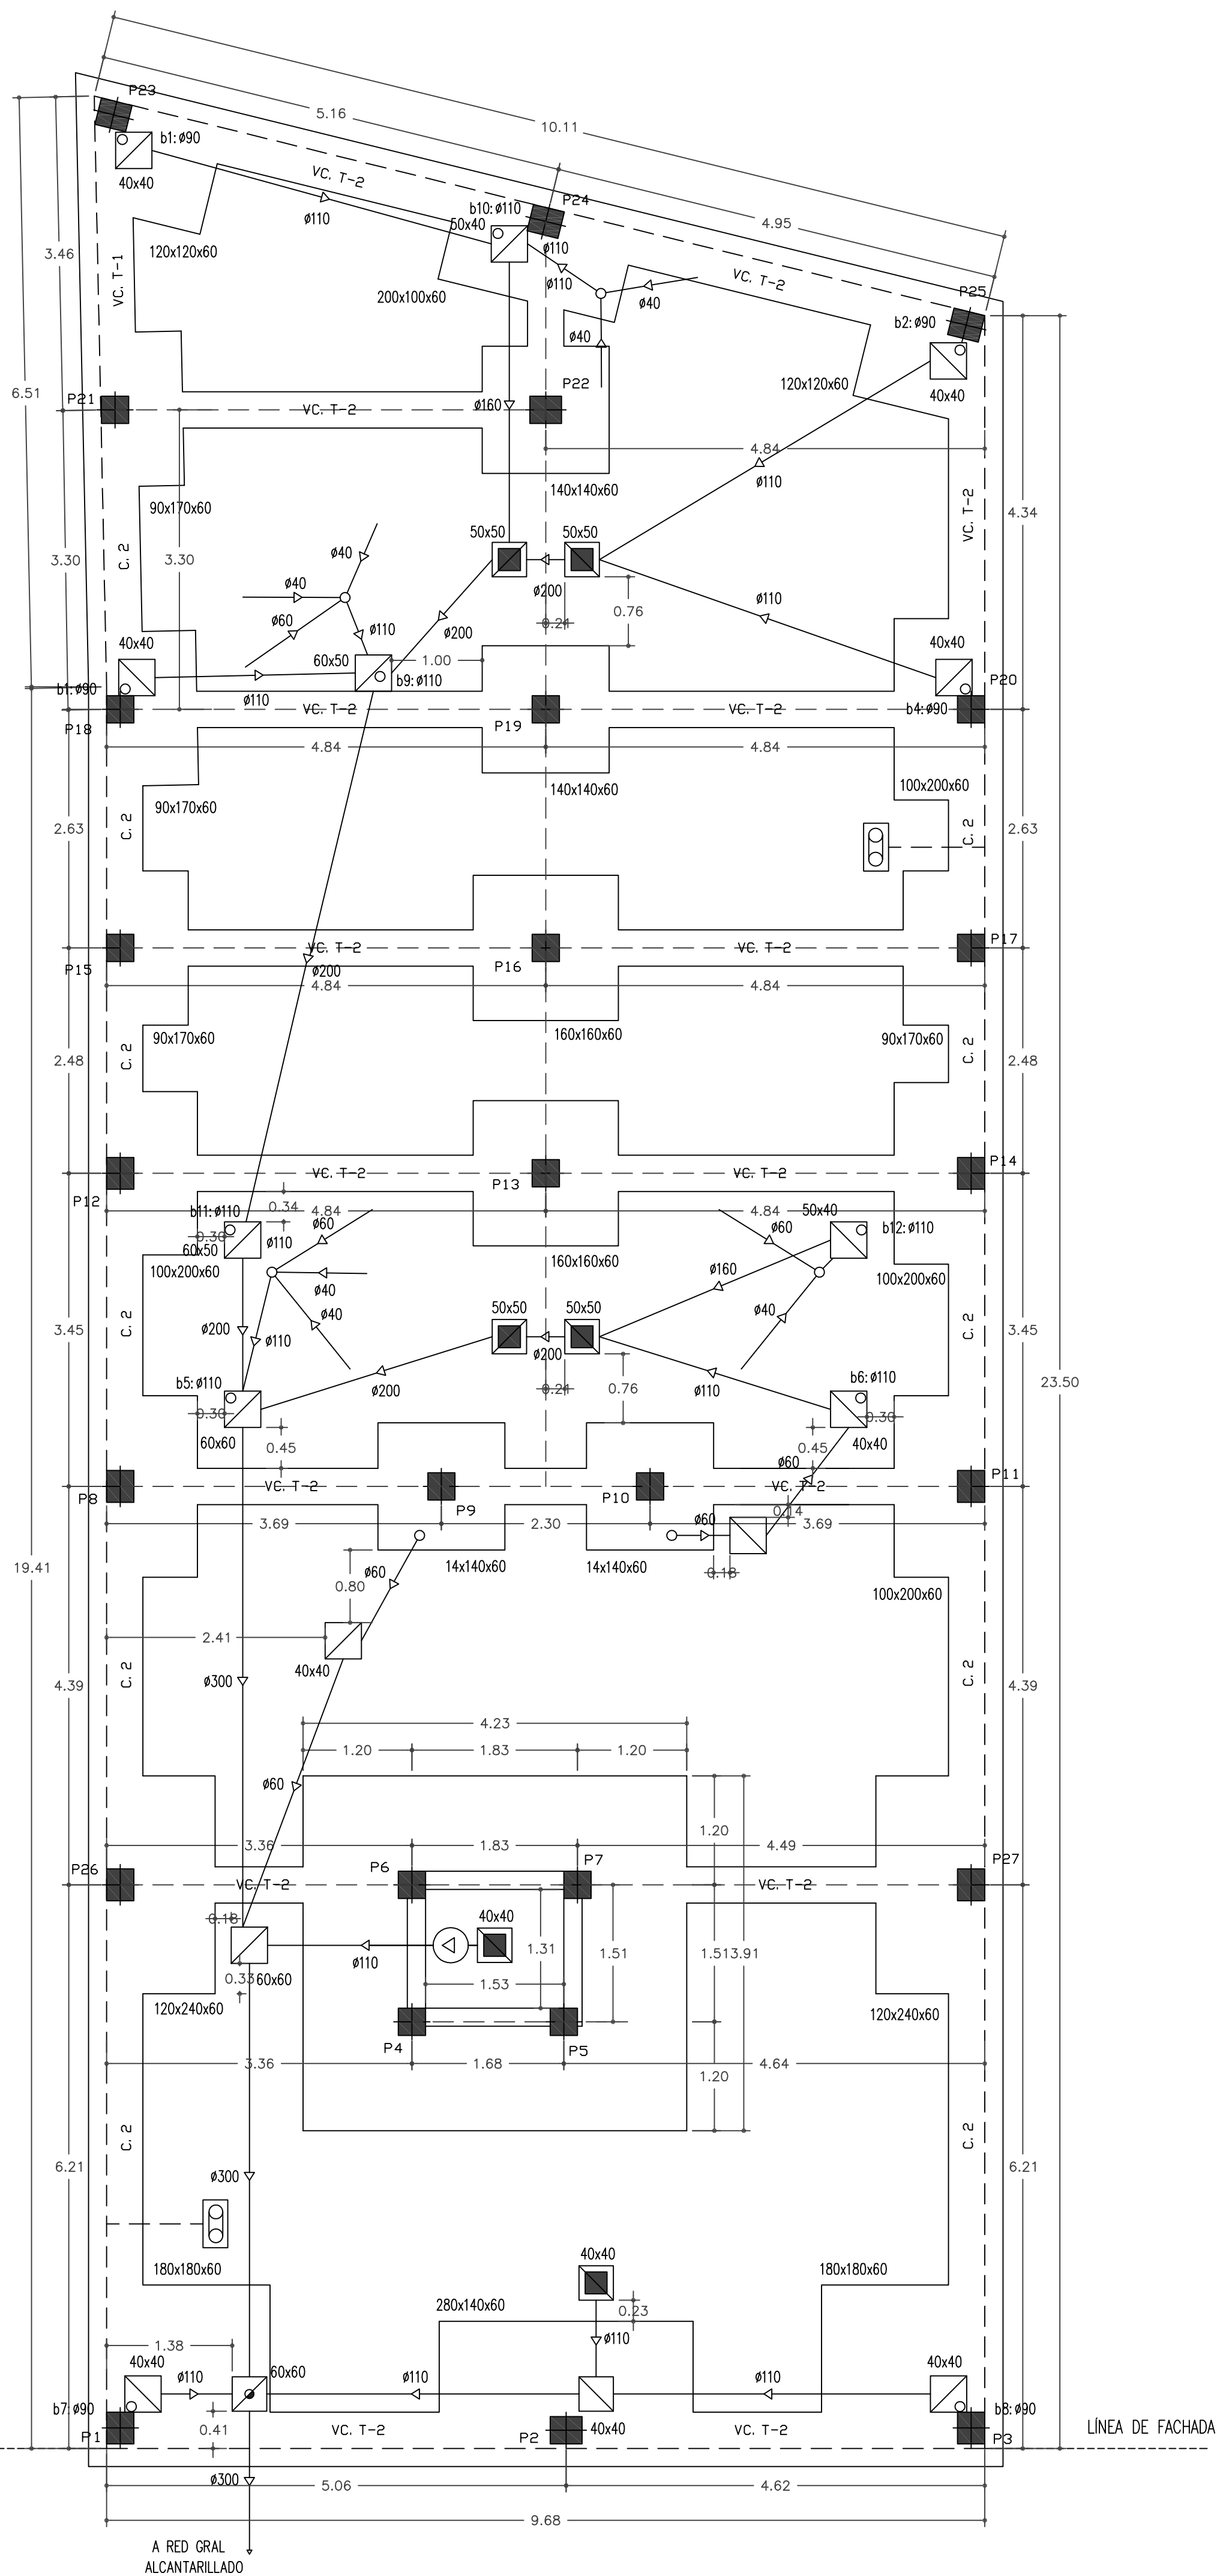 P23
5.16
10.11
b1: ø90
40x40
VC. T-2
ø110
P24
b10: ø110
50x40
ø110
ø110
4.95
VC. T-2
ø40
P25
b2: ø90
3.46
VC. T-1
120x120x60
200x100x60
ø40
P22
120x120x60
40x40
6.51
P21
VC. T-2
ø160
4.84
ø110
140x140x60
90x170x60
VC. T-2
4.34
50x50
50x50
3.30
C. 2
3.30
ø40
ø40
ø60
ø110
ø200
ø200
0.21
0.76
ø110
40x40
60x50
1.00
40x40
b1: ø90
ø110
b9: ø110
P20
P18
VC. T-2
P19
VC. T-2
b4: ø90
4.84
4.84
140x140x60
100x200x60
90x170x60
2.63
C. 2
C. 2
2.63
P15
VC. T-2
ø200
P16
VC. T-2
P17
4.84
4.84
90x170x60
160x160x60
90x170x60
2.48
C. 2
C. 2
2.48
P12
VC. T-2
P13
VC. T-2
P14
4.84
4.84
b11: ø110
0.34
0.30
60x50
ø110
ø60
50x40
b12: ø110
ø60
100x200x60
160x160x60
ø160
100x200x60
ø40
ø40
ø40
3.45
C. 2
ø200
ø110
50x50
50x50
ø200
C. 2
3.45
b5: ø110
ø200
0.21
0.76
ø110
b6: ø110
23.50
0.30
0.30
60x60
0.45
0.45
40x40
ø60
P8
VC. T-2
P9
P10
VC. T-2
P11
0.14
3.69
2.30
ø60
3.69
19.41
ø60
0.80
14x140x60
14x140x60
0.18
100x200x60
2.41
40x40
4.39
C. 2
ø300
C. 2
4.39
4.23
1.20
1.83
1.20
ø60
1.20
3.36
1.83
4.49
P26
VC. T-2
P6
P7
VC. T-2
P27
0.18
40x40
1.31
1.51
1.51
3.91
ø110
0.33
60x60
1.53
120x240x60
120x240x60
P4
P5
3.36
1.68
4.64
1.20
C. 2
C. 2
6.21
6.21
ø300
180x180x60
40x40
180x180x60
280x140x60
0.23
ø110
1.38
40x40
ø110
60x60
ø110
ø110
40x40
b7: ø90
0.41
P1
VC. T-2
P2
40x40
VC. T-2
b8: ø90
P3
LÍNEA DE FACHADA
ø300
5.06
4.62
9.68
A RED GRAL
ALCANTARILLADO